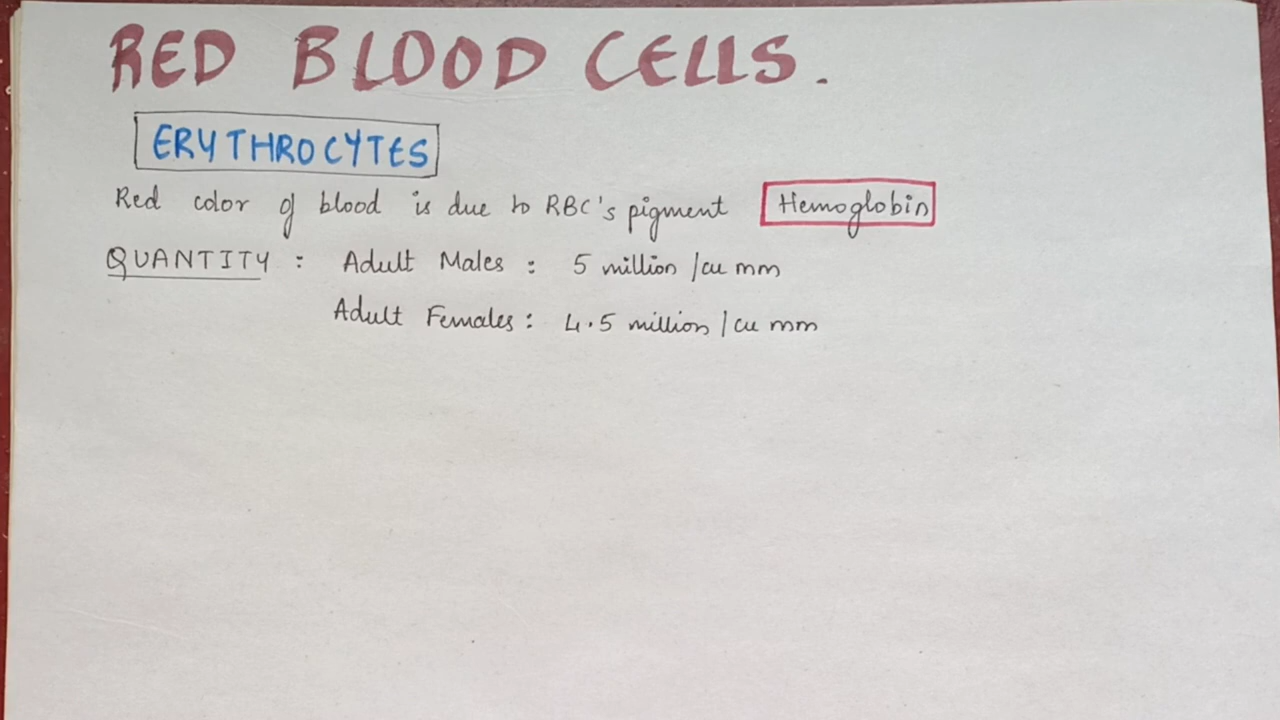 RED BLOOD CELLS.
ERYTHROCYTES
Red color of blood is due to RBC's pigment Hemoglobin
QUANTITY : Adult Males : 5 million /cu mm
Adult Females : 4.5 million / cu mm